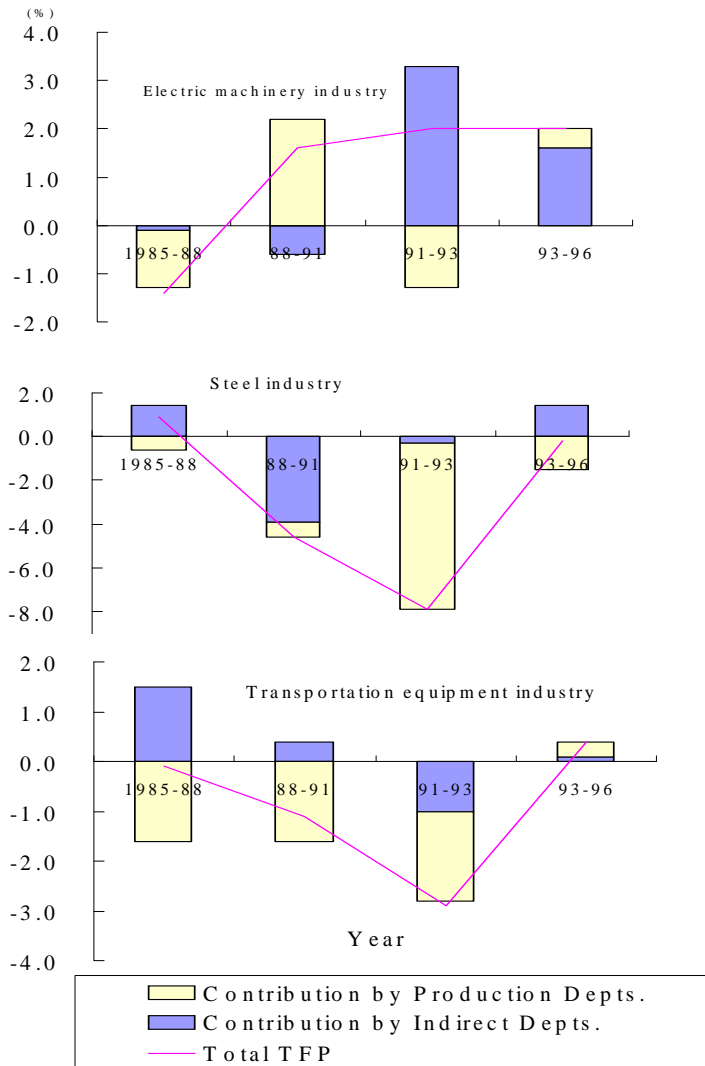 (%)
4.0
Electric machinery industry
3.0
2.0
1.0
0.0
1985-88 88-91 91-93 93-96
-1.0
-2.0
Steel industry
2.0
0.0
1985-88 88-91 91-93 93-96
-2.0
-4.0
-6.0
-8.0
2.0
Transportation equipment industry
1.0
0.0
1985-88 88-91 91-93 93-96
-1.0
-2.0
-3.0
Year
-4.0
Contribution by Production Depts.
Contribution by Indirect Depts.
Total TFP